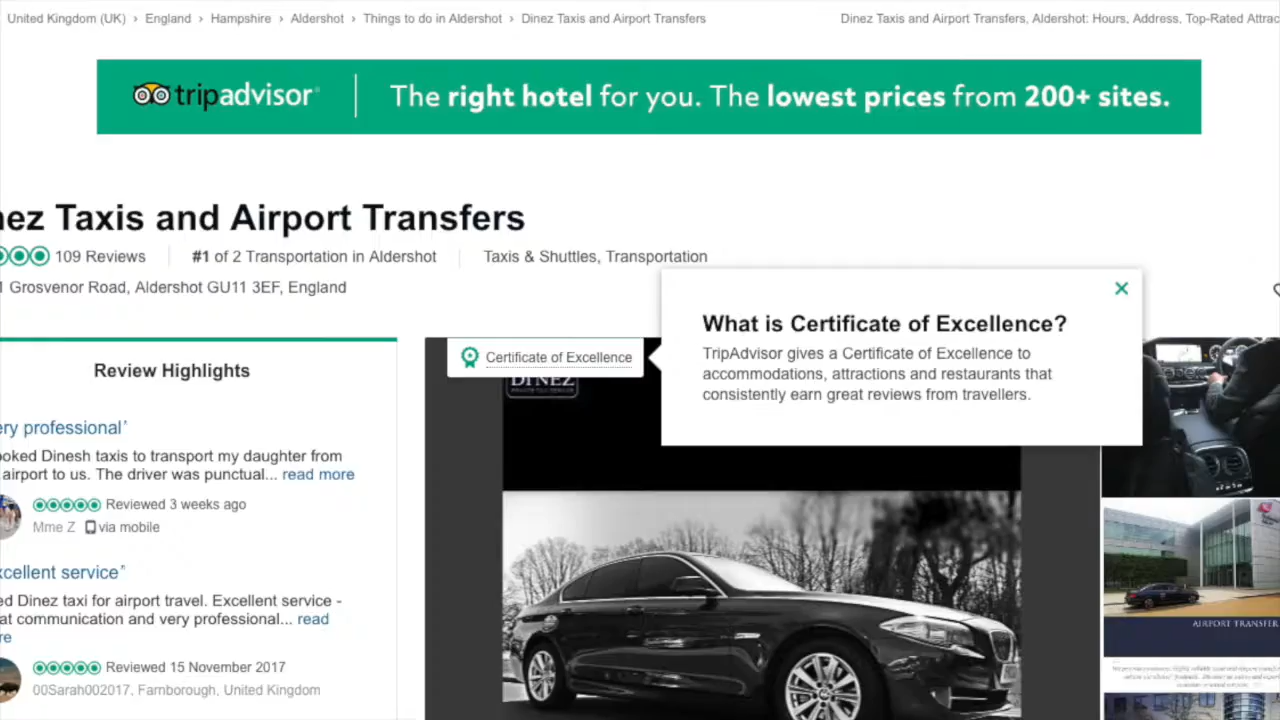 United Kingdom (UK) › England › Hampshire › Aldershot › Things to do in Aldershot › Dinez Taxis and Airport Transfers
Dinez Taxis and Airport Transfers, Aldershot: Hours, Address, Top-Rated Attrac
tripadvisor®
The right hotel for you. The lowest prices from 200+ sites.
nez Taxis and Airport Transfers
109 Reviews
#1 of 2 Transportation in Aldershot
Taxis & Shuttles, Transportation
1 Grosvenor Road, Aldershot GU11 3EF, England
Review Highlights
ery professional"
ooked Dinesh taxis to transport my daughter from
airport to us. The driver was punctual... read more
Reviewed 3 weeks ago
Mme Z via mobile
xcellent service"
ed Dinez taxi for airport travel. Excellent service -
at communication and very professional... read
re
Reviewed 15 November 2017
00Sarah002017, Farnborough, United Kingdom
Certificate of Excellence
DINEZ
What is Certificate of Excellence?
TripAdvisor gives a Certificate of Excellence to
accommodations, attractions and restaurants that
consistently earn great reviews from travellers.
AIRPORT TRANSFER